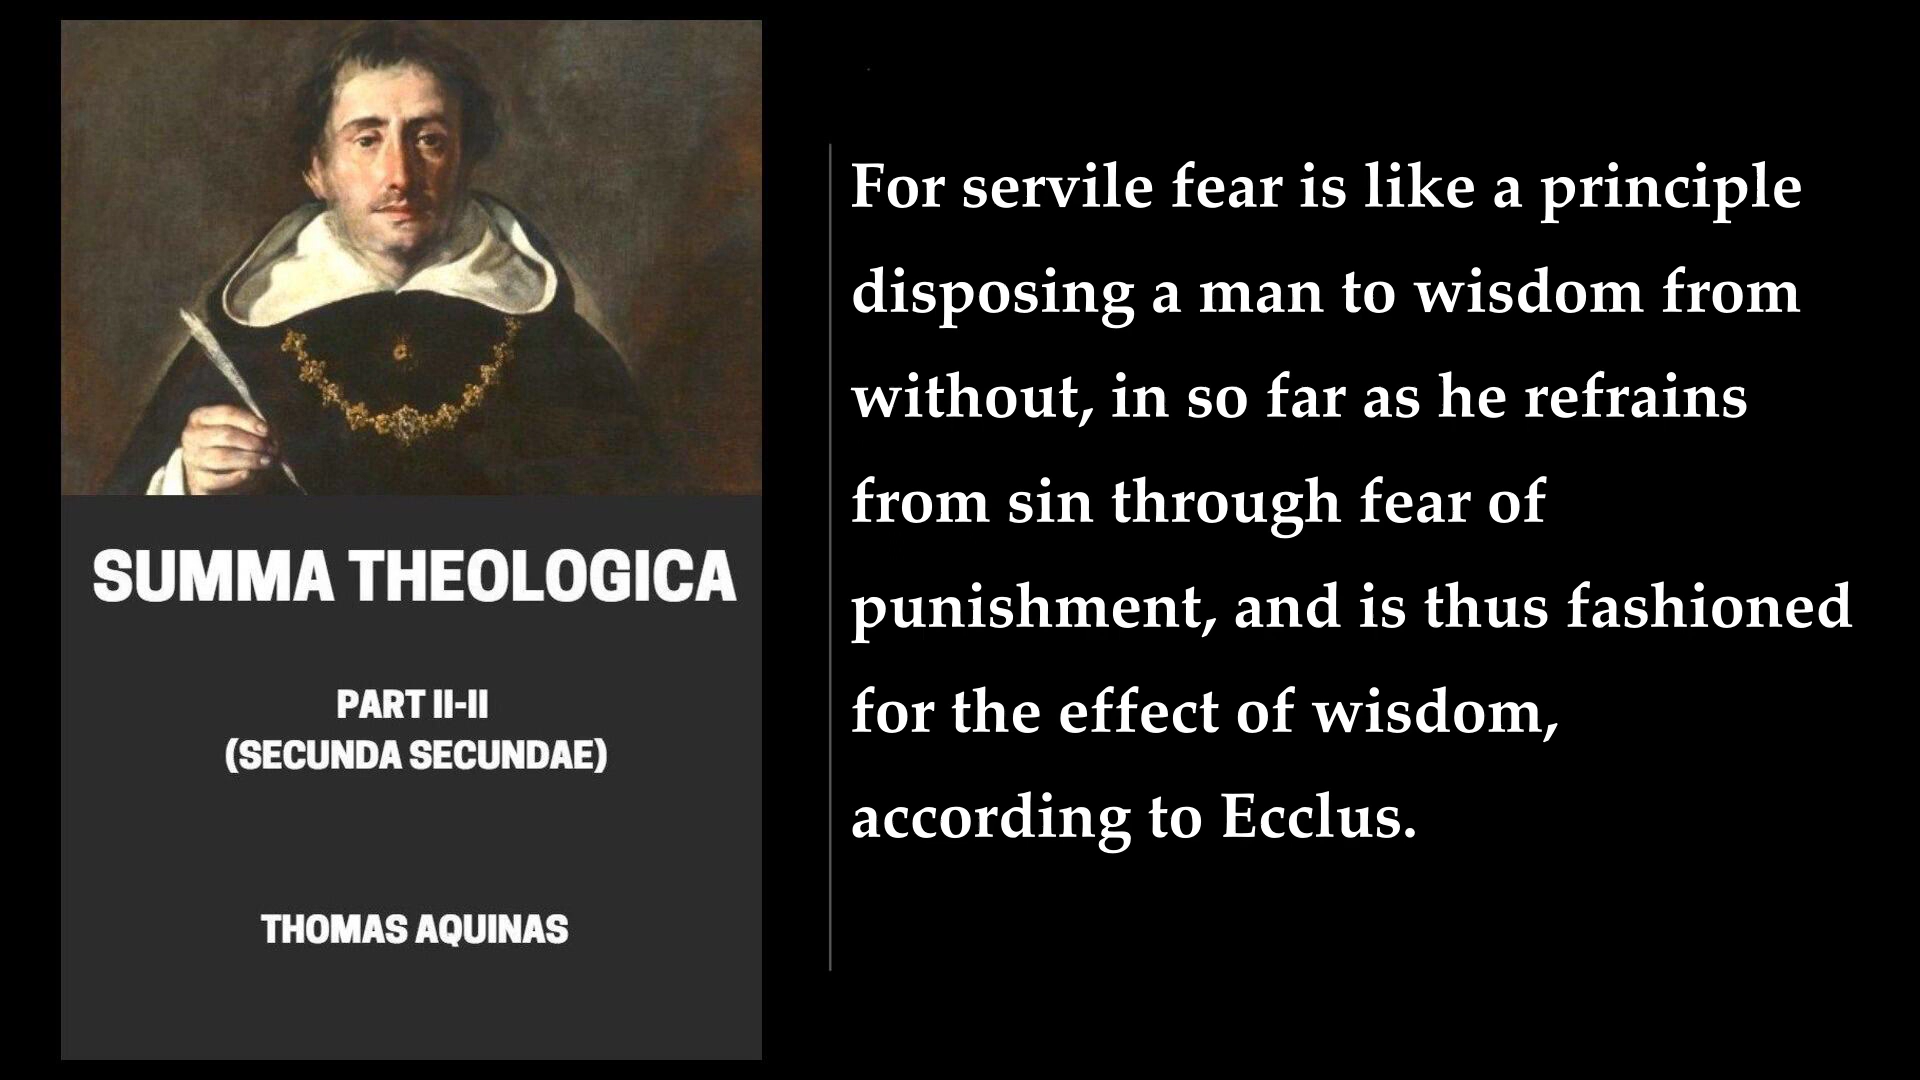 SUMMA THEOLOGICA
PART II-II
(SECUNDA SECUNDAE)
THOMAS AQUINAS
For servile fear is like a principle
disposing a man to wisdom from
without, in so far as he refrains
from sin through fear of
punishment, and is thus fashioned
for the effect of wisdom,
according to Ecclus.